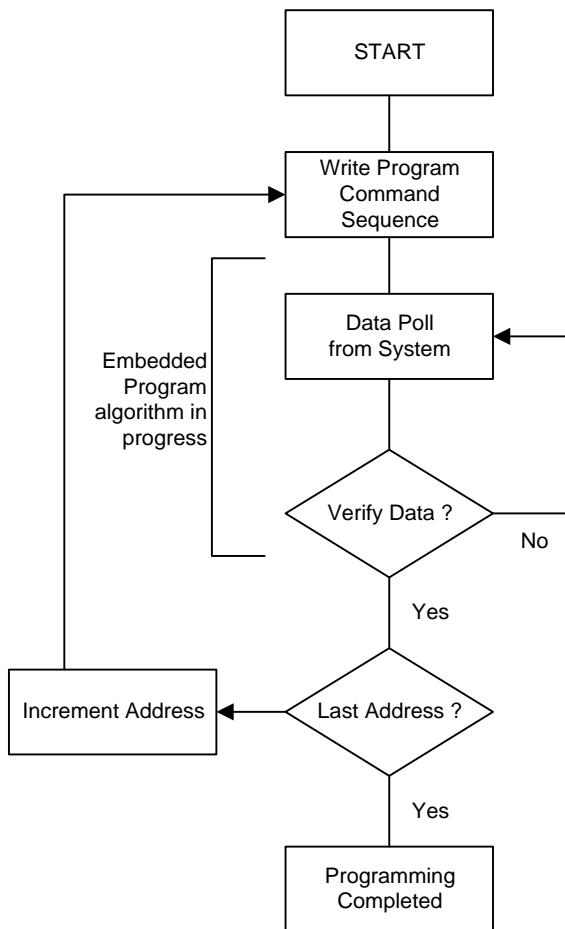 START
Write Program
Command
Sequence
Data Poll
from System
Embedded
Program
algorithm in
progress
Verify Data ?
No
Yes
Increment Address
Last Address ?
Yes
Programming
Completed